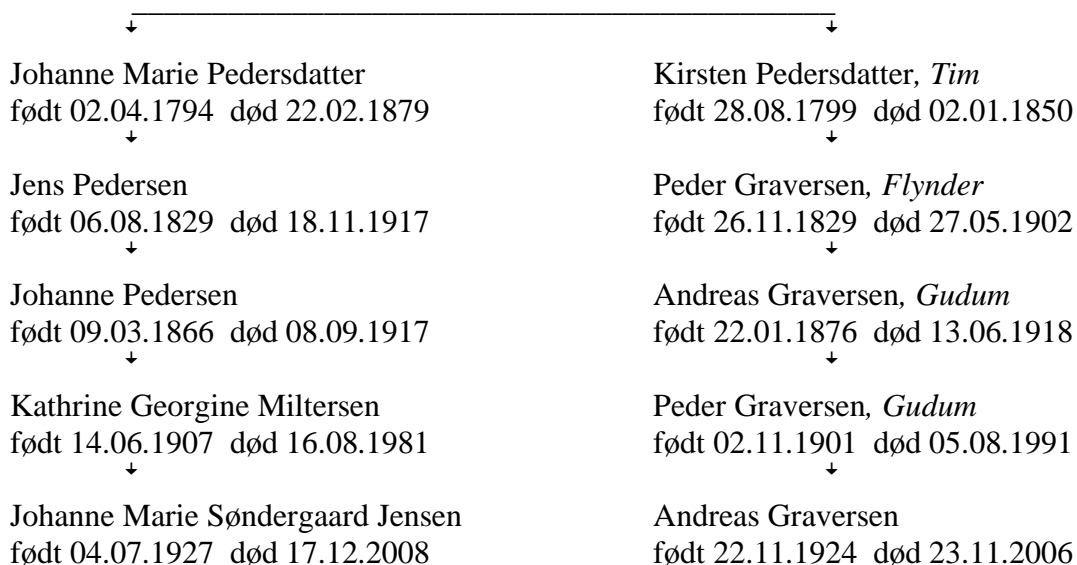 Johanne Marie Pedersdatter
født 02.04.1794 død 22.02.1879
Kirsten Pedersdatter, Tim
født 28.08.1799 død 02.01.1850
Jens Pedersen
født 06.08.1829 død 18.11.1917
Peder Graversen, Flynder
født 26.11.1829 død 27.05.1902
Johanne Pedersen
født 09.03.1866 død 08.09.1917
Andreas Graversen, Gudum
født 22.01.1876 død 13.06.1918
Kathrine Georgine Miltersen
født 14.06.1907 død 16.08.1981
Peder Graversen, Gudum
født 02.11.1901 død 05.08.1991
Johanne Marie Søndergaard Jensen
født 04.07.1927 død 17.12.2008
Andreas Graversen
født 22.11.1924 død 23.11.2006